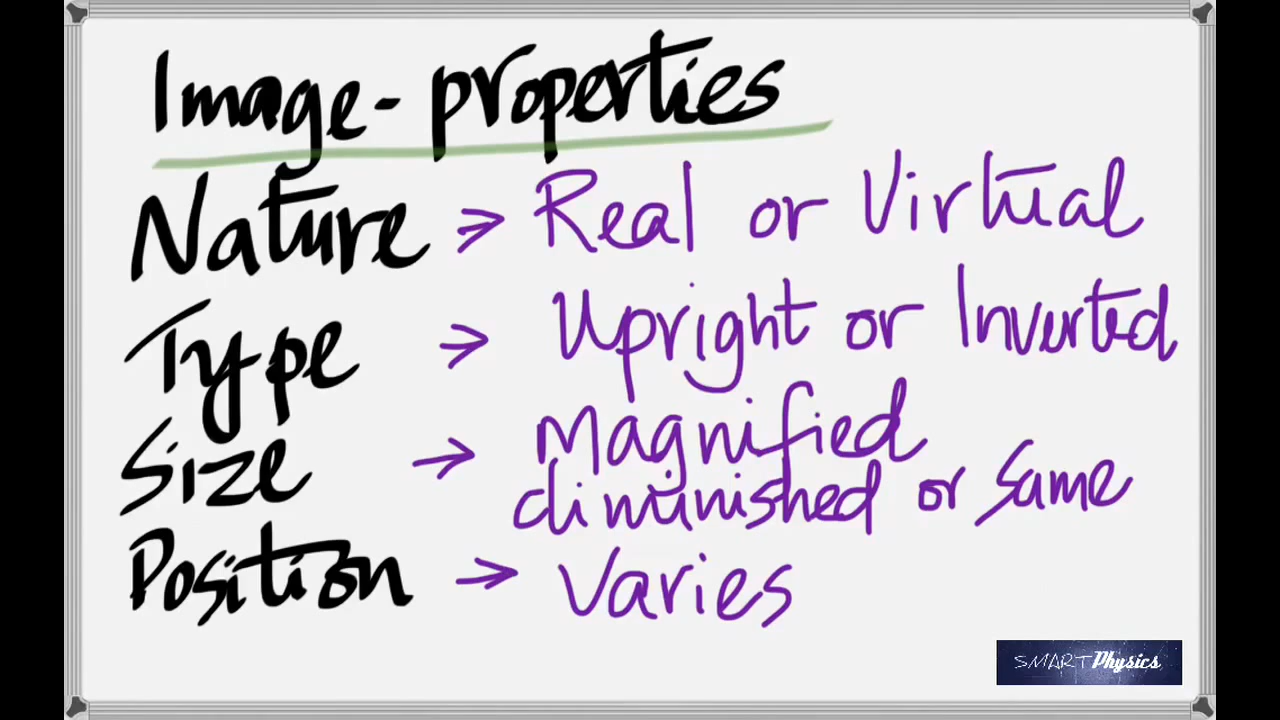 Image-properties
Nature → Real or Virtual
Type → Upright or Inverted
Size → Magnified
diminished or same
Position → Varies
SMART Physics